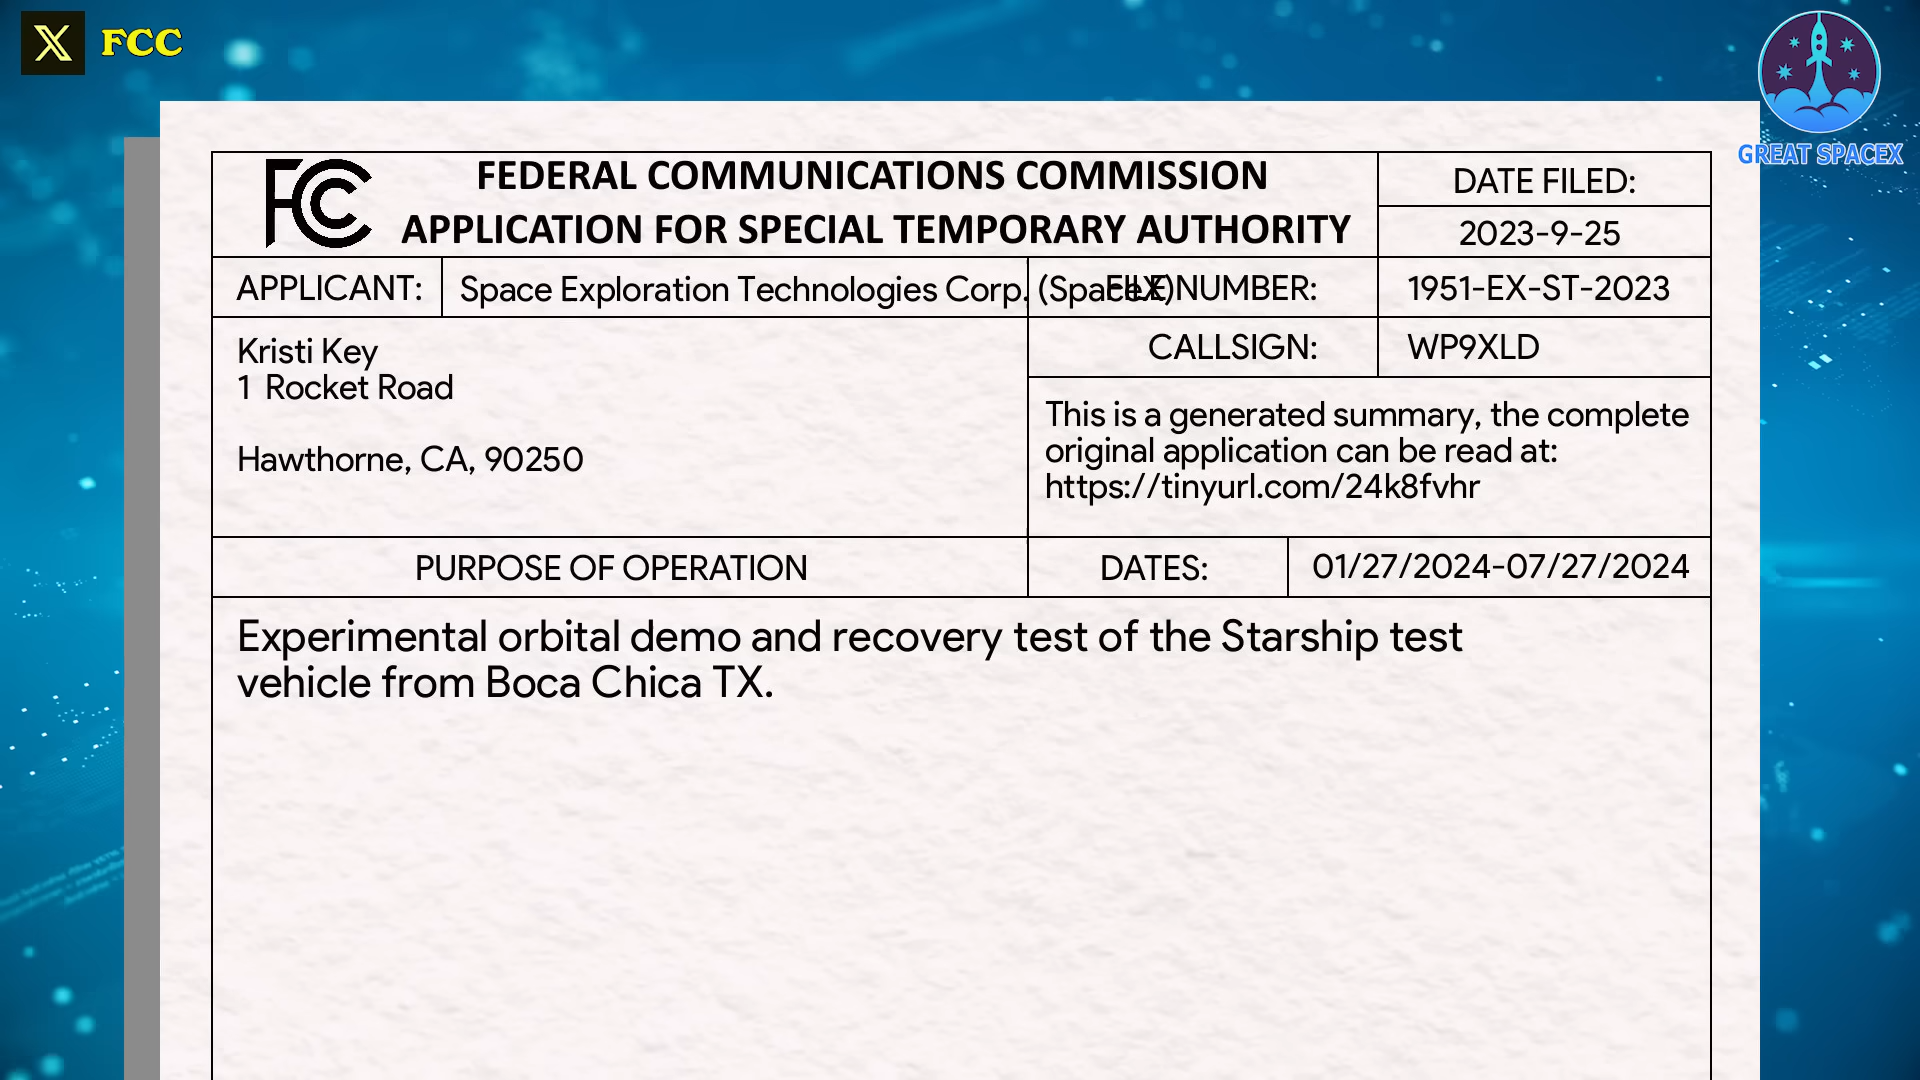 X FCC
GREAT SPACEX
FCC
FEDERAL COMMUNICATIONS COMMISSION
APPLICATION FOR SPECIAL TEMPORARY AUTHORITY
DATE FILED:
2023-9-25
APPLICANT:
Space Exploration Technologies Corp. (SpaceX)
FILE NUMBER:
1951-EX-ST-2023
Kristi Key
1 Rocket Road
Hawthorne, CA, 90250
CALLSIGN:
WP9XLD
This is a generated summary, the complete
original application can be read at:
https://tinyurl.com/24k8fvhr
PURPOSE OF OPERATION
DATES:
01/27/2024-07/27/2024
Experimental orbital demo and recovery test of the Starship test
vehicle from Boca Chica TX.